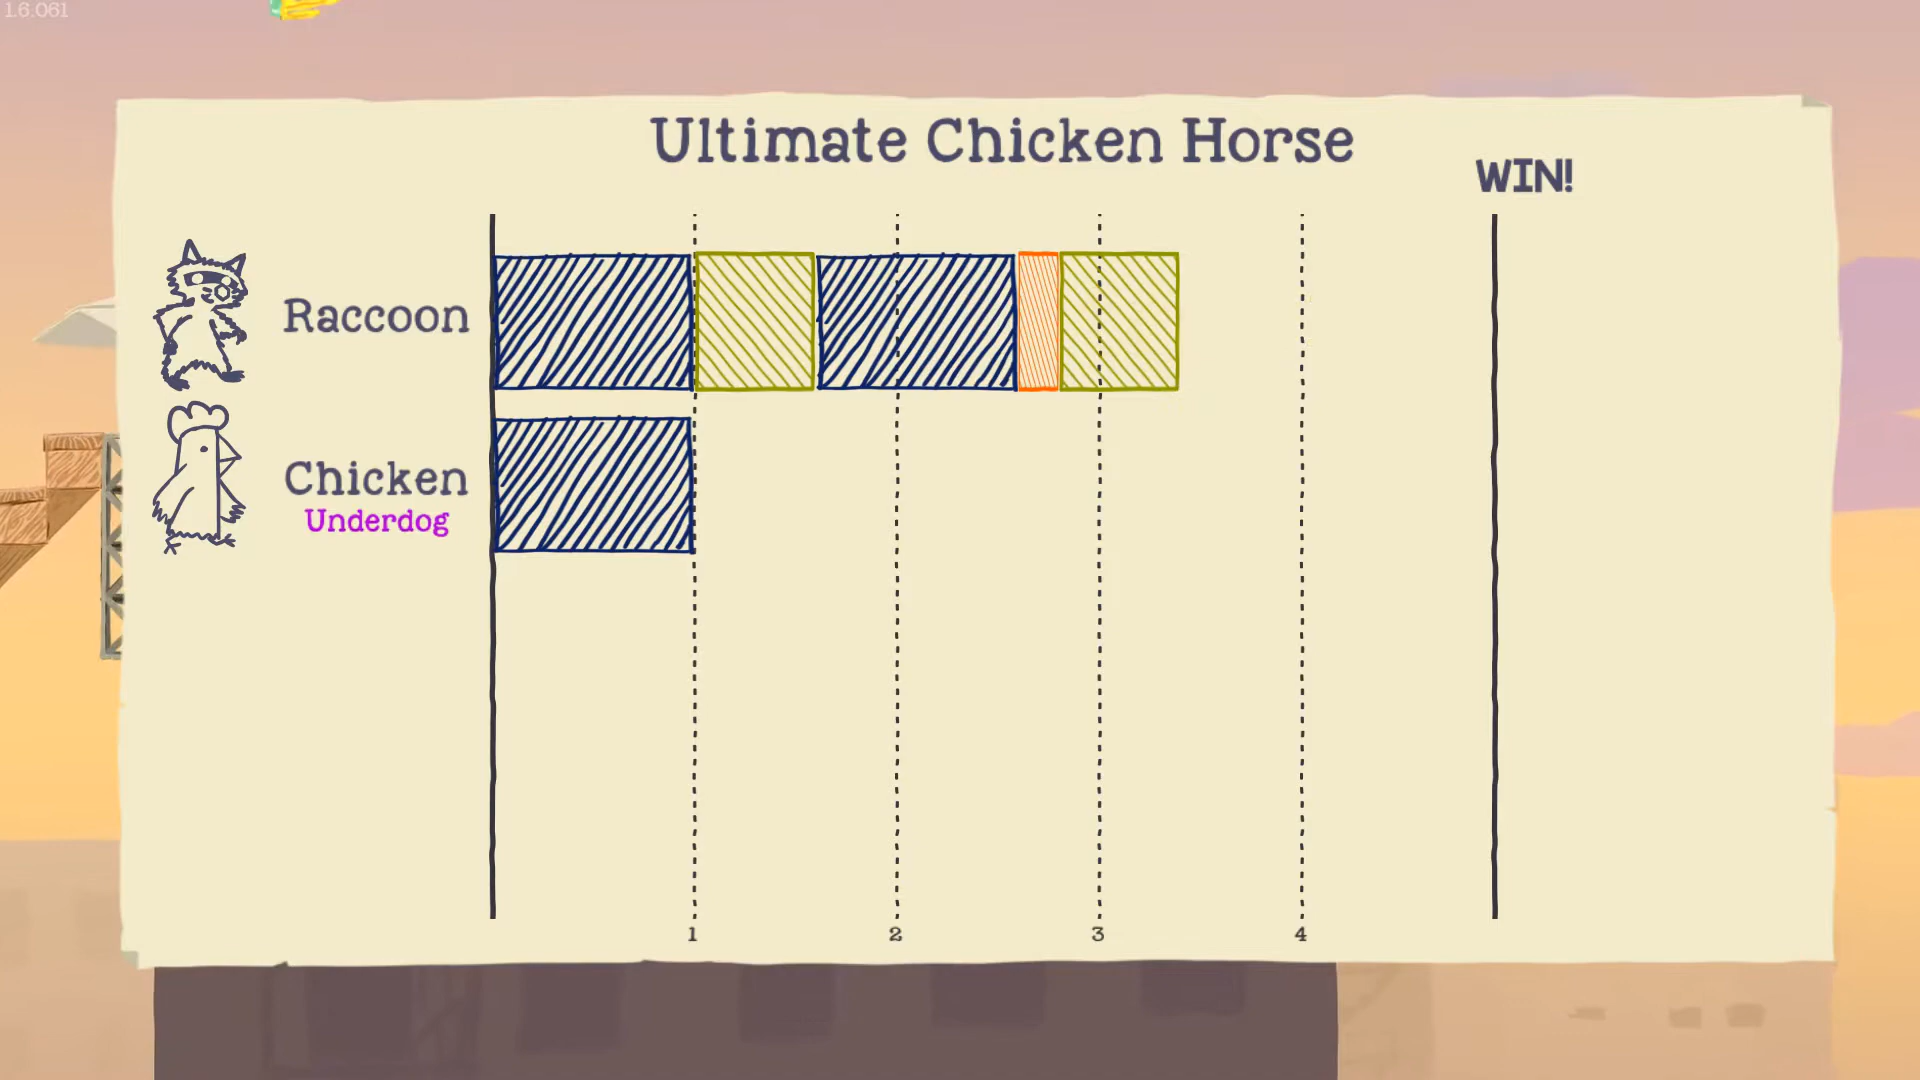 1.6.061
Ultimate Chicken Horse
WIN!
Raccoon
Chicken
Underdog
1 2 3 4